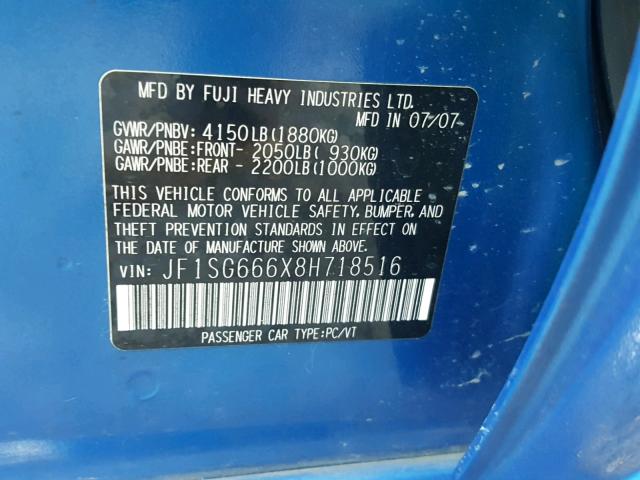 MFD BY FUJI HEAVY INDUSTRIES LTD.
MFD IN 07/07
GVWR/PNBV: 4150LB(1880KG)
GAWR/PNBE:FRONT- 2050LB( 930KG)
GAWR/PNBE:REAR - 2200LB(1000KG)
THIS VEHICLE CONFORMS TO ALL APPLICABLE
FEDERAL MOTOR VEHICLE SAFETY, BUMPER, AND
THEFT PREVENTION STANDARDS IN EFFECT ON
THE DATE OF MANUFACTURE SHOWN ABOVE.
VIN: JF1SG666X8H718516
PASSENGER CAR TYPE:PC/VT